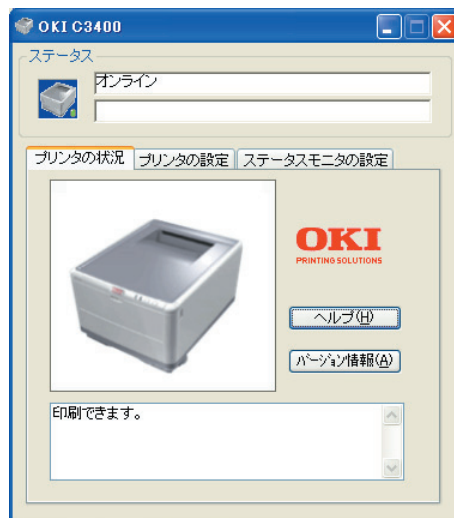 OKI C3400
ステータス
オンライン
プリンタの状況 プリンタの設定 ステータスモニタの設定
OKI
PRINTING SOLUTIONS
ヘルプ(H)
バージョン情報(A)
印刷できます。